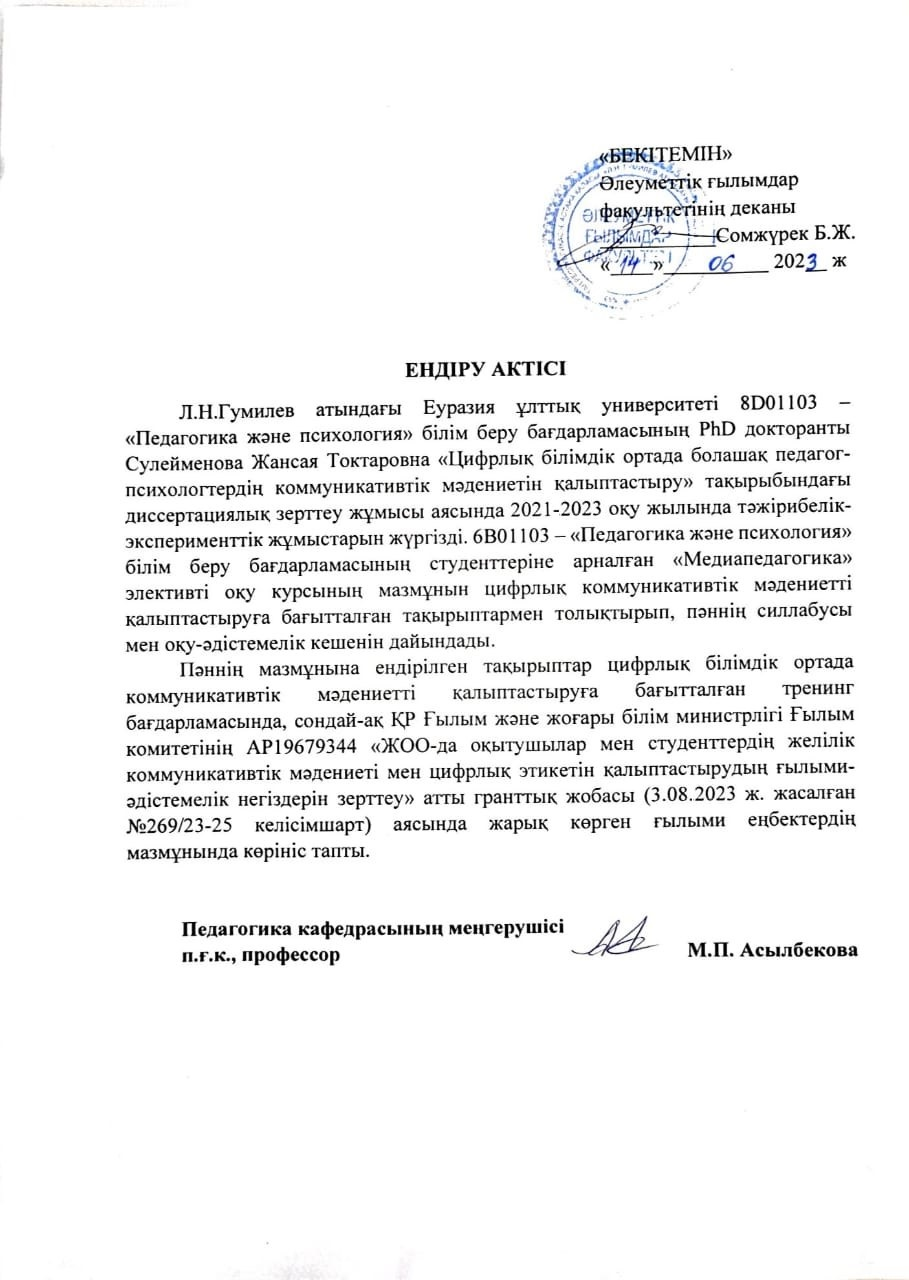 «БЕКІТЕМІН»
Әлеуметтік ғылымдар
факультетінің деканы
Сомжүрек Б.Ж.
«14» 06 2023 ж
ӘЛЕУМЕТТІК
ҒЫЛЫМДАР
ФАКУЛЬТЕТІ
ЕНДІРУ АКТІСІ
Л.Н.Гумилев атындағы Еуразия ұлттық университеті 8D01103 –
«Педагогика және психология» білім беру бағдарламасының PhD докторанты
Сулейменова Жансая Токтаровна «Цифрлық білімдік ортада болашақ педагог-
психологтердің коммуникативтік мәдениетін қалыптастыру» тақырыбындағы
диссертациялық зерттеу жұмысы аясында 2021-2023 оқу жылында тәжірибелік-
эксперименттік жұмыстарын жүргізді. 6В01103 – «Педагогика және психология»
білім беру бағдарламасының студенттеріне арналған «Медиапедагогика»
элективті оқу курсының мазмұнын цифрлық коммуникативтік мәдениетті
қалыптастыруға бағытталған тақырыптармен толықтырып, пәннің силлабусы
мен оқу-әдістемелік кешенін дайындады.
Пәннің мазмұнына ендірілген тақырыптар цифрлық білімдік ортада
коммуникативтік мәдениетті қалыптастыруға бағытталған тренинг
бағдарламасында, сондай-ақ ҚР Ғылым және жоғары білім министрлігі Ғылым
комитетінің АР19679344 «ЖОО-да оқытушылар мен студенттердің желілік
коммуникативтік мәдениеті мен цифрлық этикетін қалыптастырудың ғылыми-
әдістемелік негіздерін зерттеу» атты гранттық жобасы (3.08.2023 ж. жасалған
№269/23-25 келісімшарт) аясында жарық көрген ғылыми еңбектердің
мазмұнында көрініс тапты.
Педагогика кафедрасының меңгерушісі
п.ғ.к., профессор М.П. Асылбекова